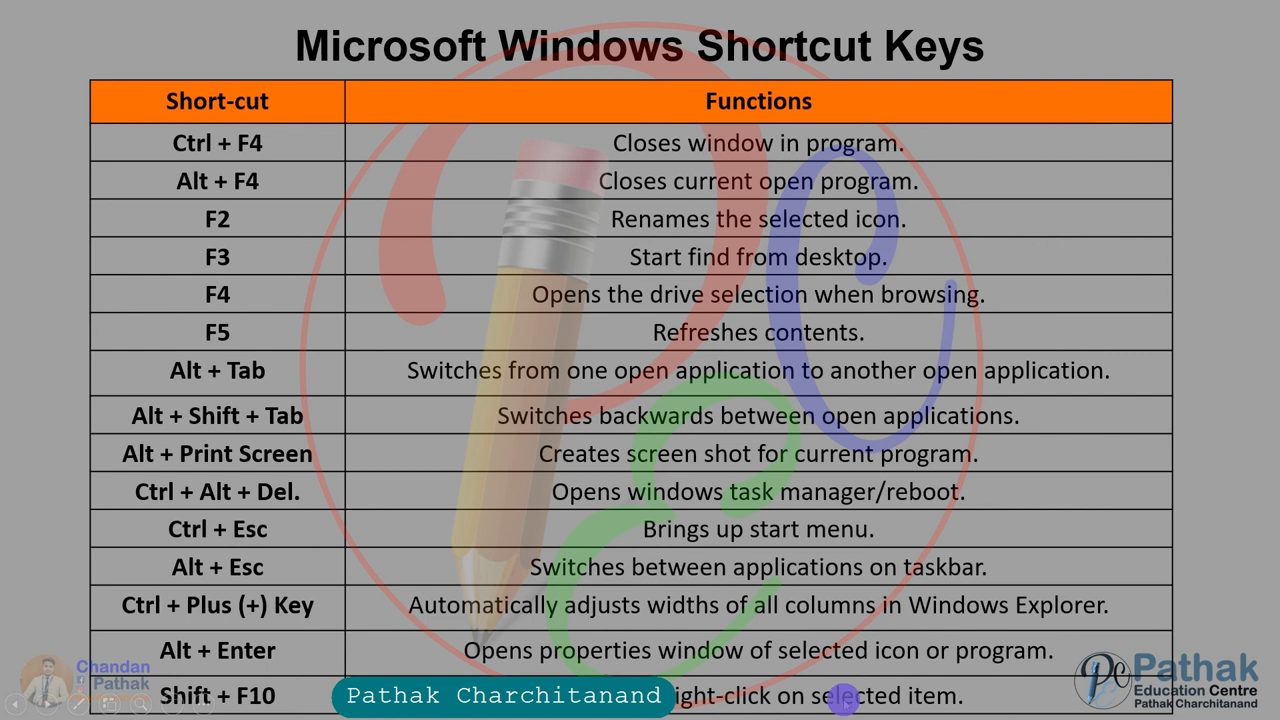 Microsoft Windows Shortcut Keys
Short-cut Functions
Ctrl + F4 Closes window in program.
Alt + F4 Closes current open program.
F2 Renames the selected icon.
F3 Start find from desktop.
F4 Opens the drive selection when browsing.
F5 Refreshes contents.
Alt + Tab Switches from one open application to another open application.
Alt + Shift + Tab Switches backwards between open applications.
Alt + Print Screen Creates screen shot for current program.
Ctrl + Alt + Del. Opens windows task manager/reboot.
Ctrl + Esc Brings up start menu.
Alt + Esc Switches between applications on taskbar.
Ctrl + Plus (+) Key Automatically adjusts widths of all columns in Windows Explorer.
Alt + Enter Opens properties window of selected icon or program.
Shift + F10 ight-click on selected item.
Pathak Charchitanand
Chandan
Pathak
Pathak
Education Centre
Pathak Charchitanand